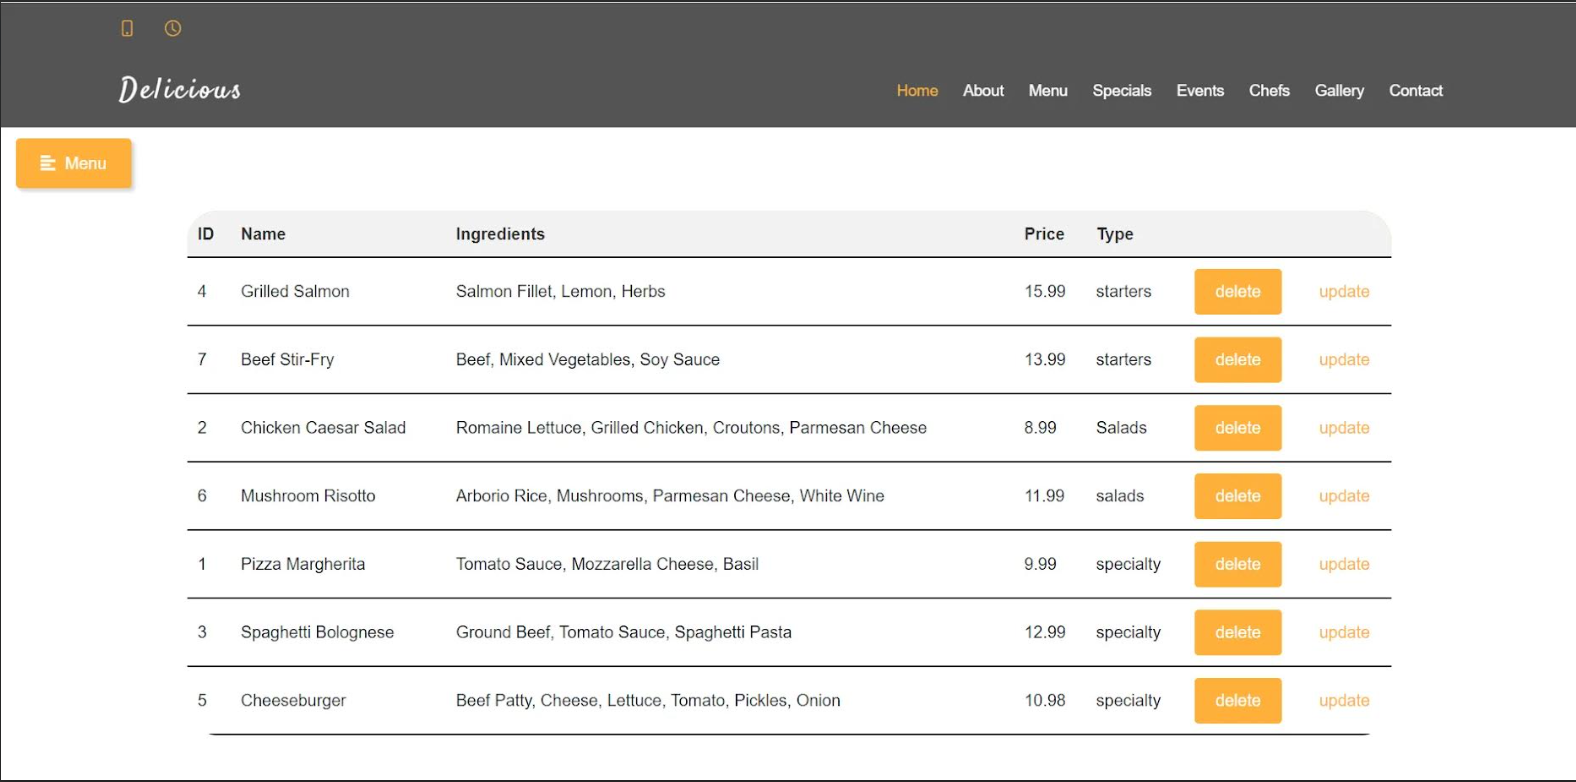 Delicious
Home About Menu Specials Events Chefs Gallery Contact
Menu
ID Name Ingredients Price Type
4 Grilled Salmon Salmon Fillet, Lemon, Herbs 15.99 starters delete update
7 Beef Stir-Fry Beef, Mixed Vegetables, Soy Sauce 13.99 starters delete update
2 Chicken Caesar Salad Romaine Lettuce, Grilled Chicken, Croutons, Parmesan Cheese 8.99 Salads delete update
6 Mushroom Risotto Arborio Rice, Mushrooms, Parmesan Cheese, White Wine 11.99 salads delete update
1 Pizza Margherita Tomato Sauce, Mozzarella Cheese, Basil 9.99 specialty delete update
3 Spaghetti Bolognese Ground Beef, Tomato Sauce, Spaghetti Pasta 12.99 specialty delete update
5 Cheeseburger Beef Patty, Cheese, Lettuce, Tomato, Pickles, Onion 10.98 specialty delete update